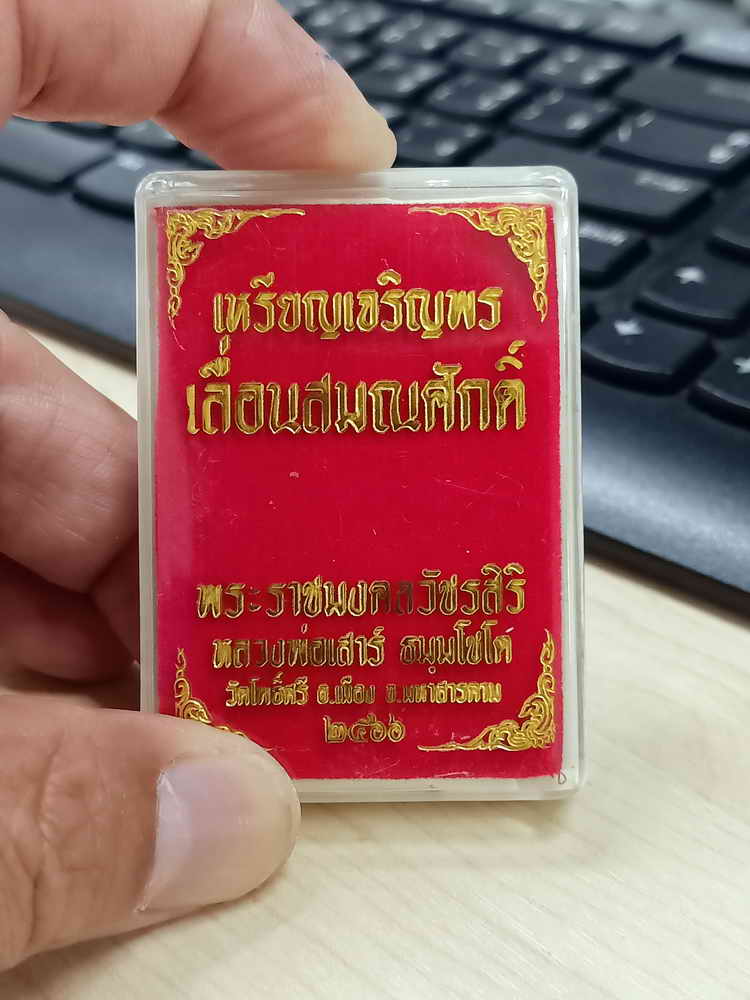 เหรียญเจริญพร
เลื่อนสมณศักดิ์
พระราชมงคลวัชรสิริ
หลวงพ่อเสาร์ ธมฺมโชโต
วัดโพธิ์ศรี อ.เมือง จ.มหาสารคาม
๒๕๖๖